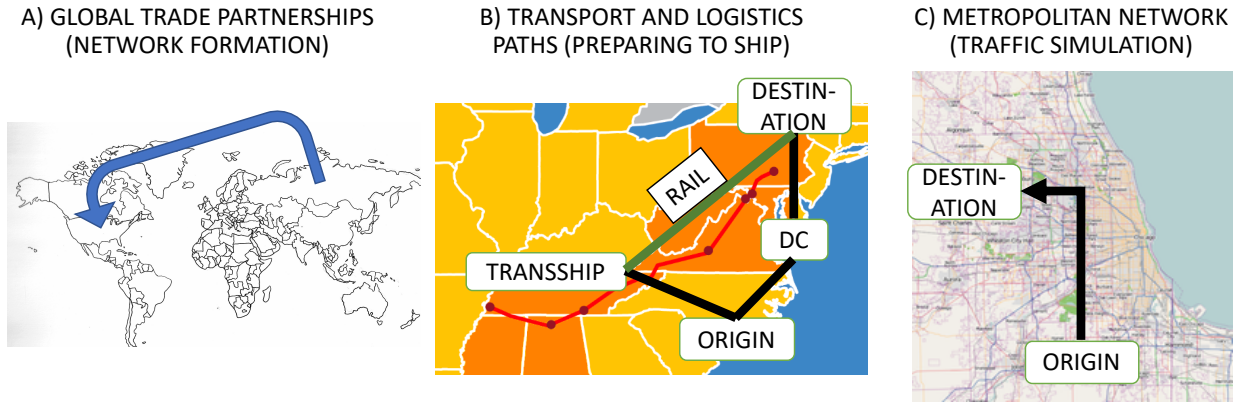 A) GLOBAL TRADE PARTNERSHIPS
(NETWORK FORMATION)
B) TRANSPORT AND LOGISTICS
PATHS (PREPARING TO SHIP)
C) METROPOLITAN NETWORK
(TRAFFIC SIMULATION)
DESTIN-
ATION
RAIL
DC
TRANSSHIP
ORIGIN
DESTIN-
ATION
ORIGIN